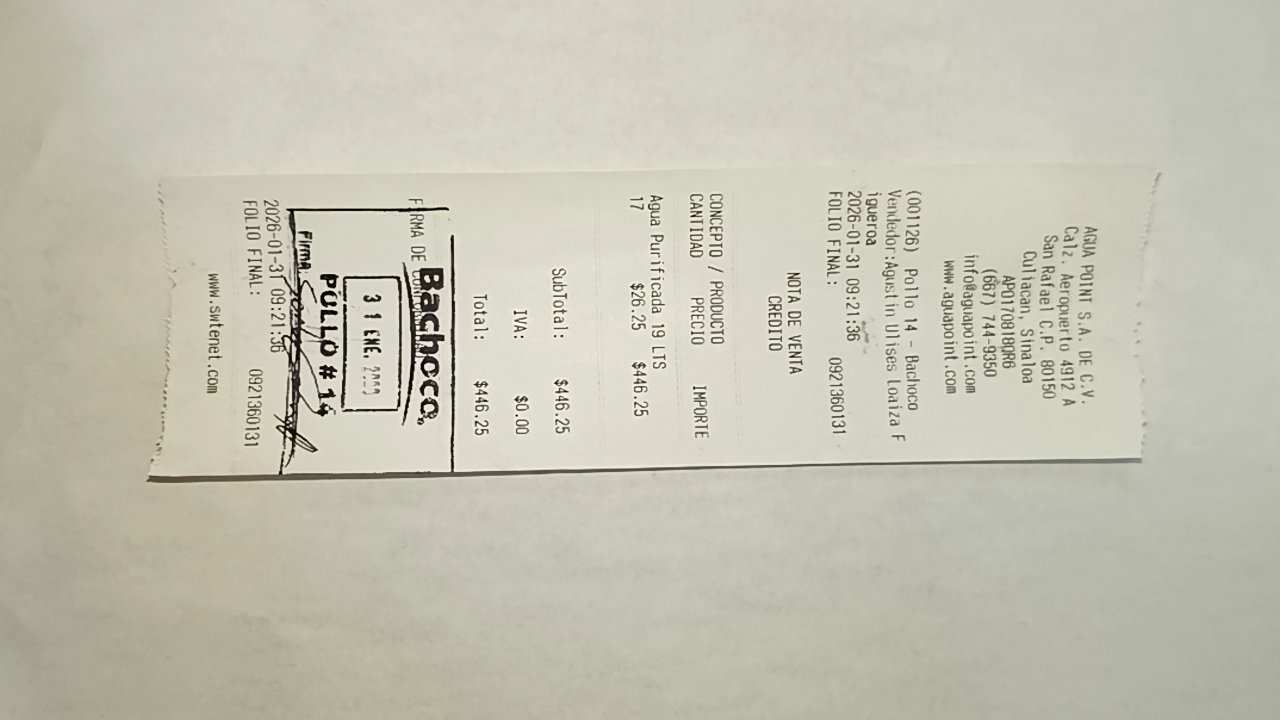 AGUA POINT S.A. DE C.V.
Calz. Aeropuerto 4912 A
San Rafael C.P. 80150
Culiacan, Sinaloa
APO170818QR6
(667) 744-9350
info@aguapoint.com
www.aguapoint.com
(001126) Pollo 14 - Bachoco
Vendedor:Agustin Ulises Loaiza F
igueroa
2026-01-31 09:21:36
FOLIO FINAL: 0921360131
NOTA DE VENTA
CREDITO
CONCEPTO / PRODUCTO
CANTIDAD PRECIO IMPORTE
Agua Purificada 19 LTS
17 $26.25 $446.25
SubTotal: $446.25
IVA: $0.00
Total: $446.25
Bachoco
FIRMA DE
3 1 ENE.
POLLO # 14
Firma
2026-01-31 09:21:36
FOLIO FINAL: 0921360131
www.swtenet.com